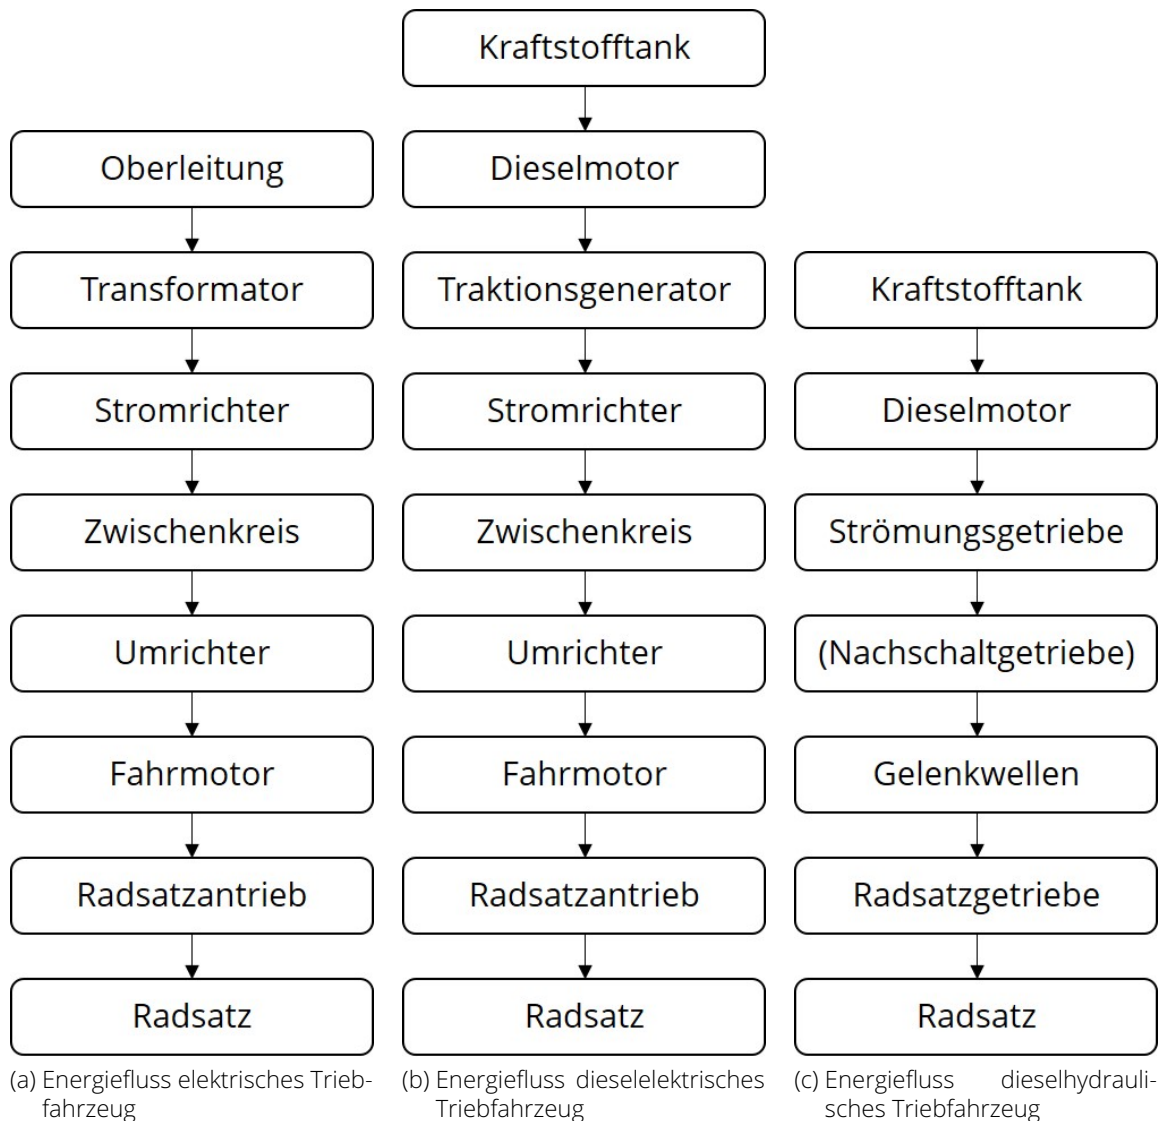 Oberleitung
Transformator
Stromrichter
Zwischenkreis
Umrichter
Fahrmotor
Radsatzantrieb
Radsatz
(a) Energiefluss elektrisches Trieb-
fahrzeug
Kraftstofftank
Dieselmotor
Traktionsgenerator
Stromrichter
Zwischenkreis
Umrichter
Fahrmotor
Radsatzantrieb
Radsatz
(b) Energiefluss dieselelektrisches
Triebfahrzeug
Kraftstofftank
Dieselmotor
Strömungsgetriebe
(Nachschaltgetriebe)
Gelenkwellen
Radsatzgetriebe
Radsatz
(c) Energiefluss dieselhydrauli-
sches Triebfahrzeug